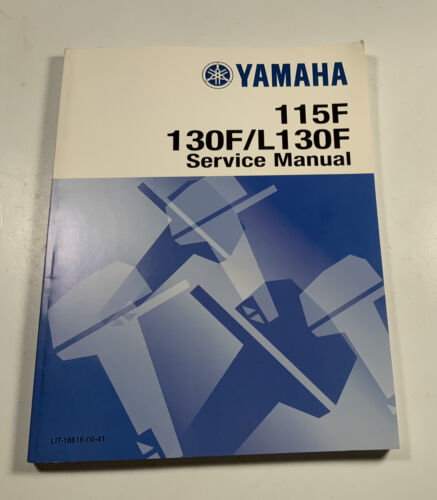 YAMAHA
115F
130F/L130F
Service Manual
LIT-18616-00-41